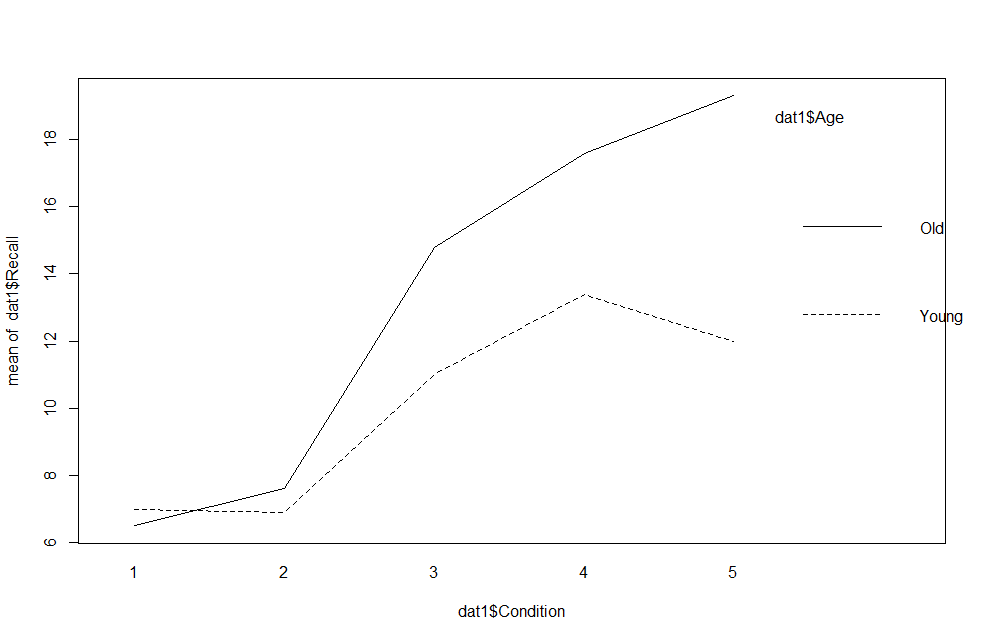 dat1$Age
Old
Young
mean of  dat1$Recall
18
16
14
12
10
8
6
1 2 3 4 5
dat1$Condition